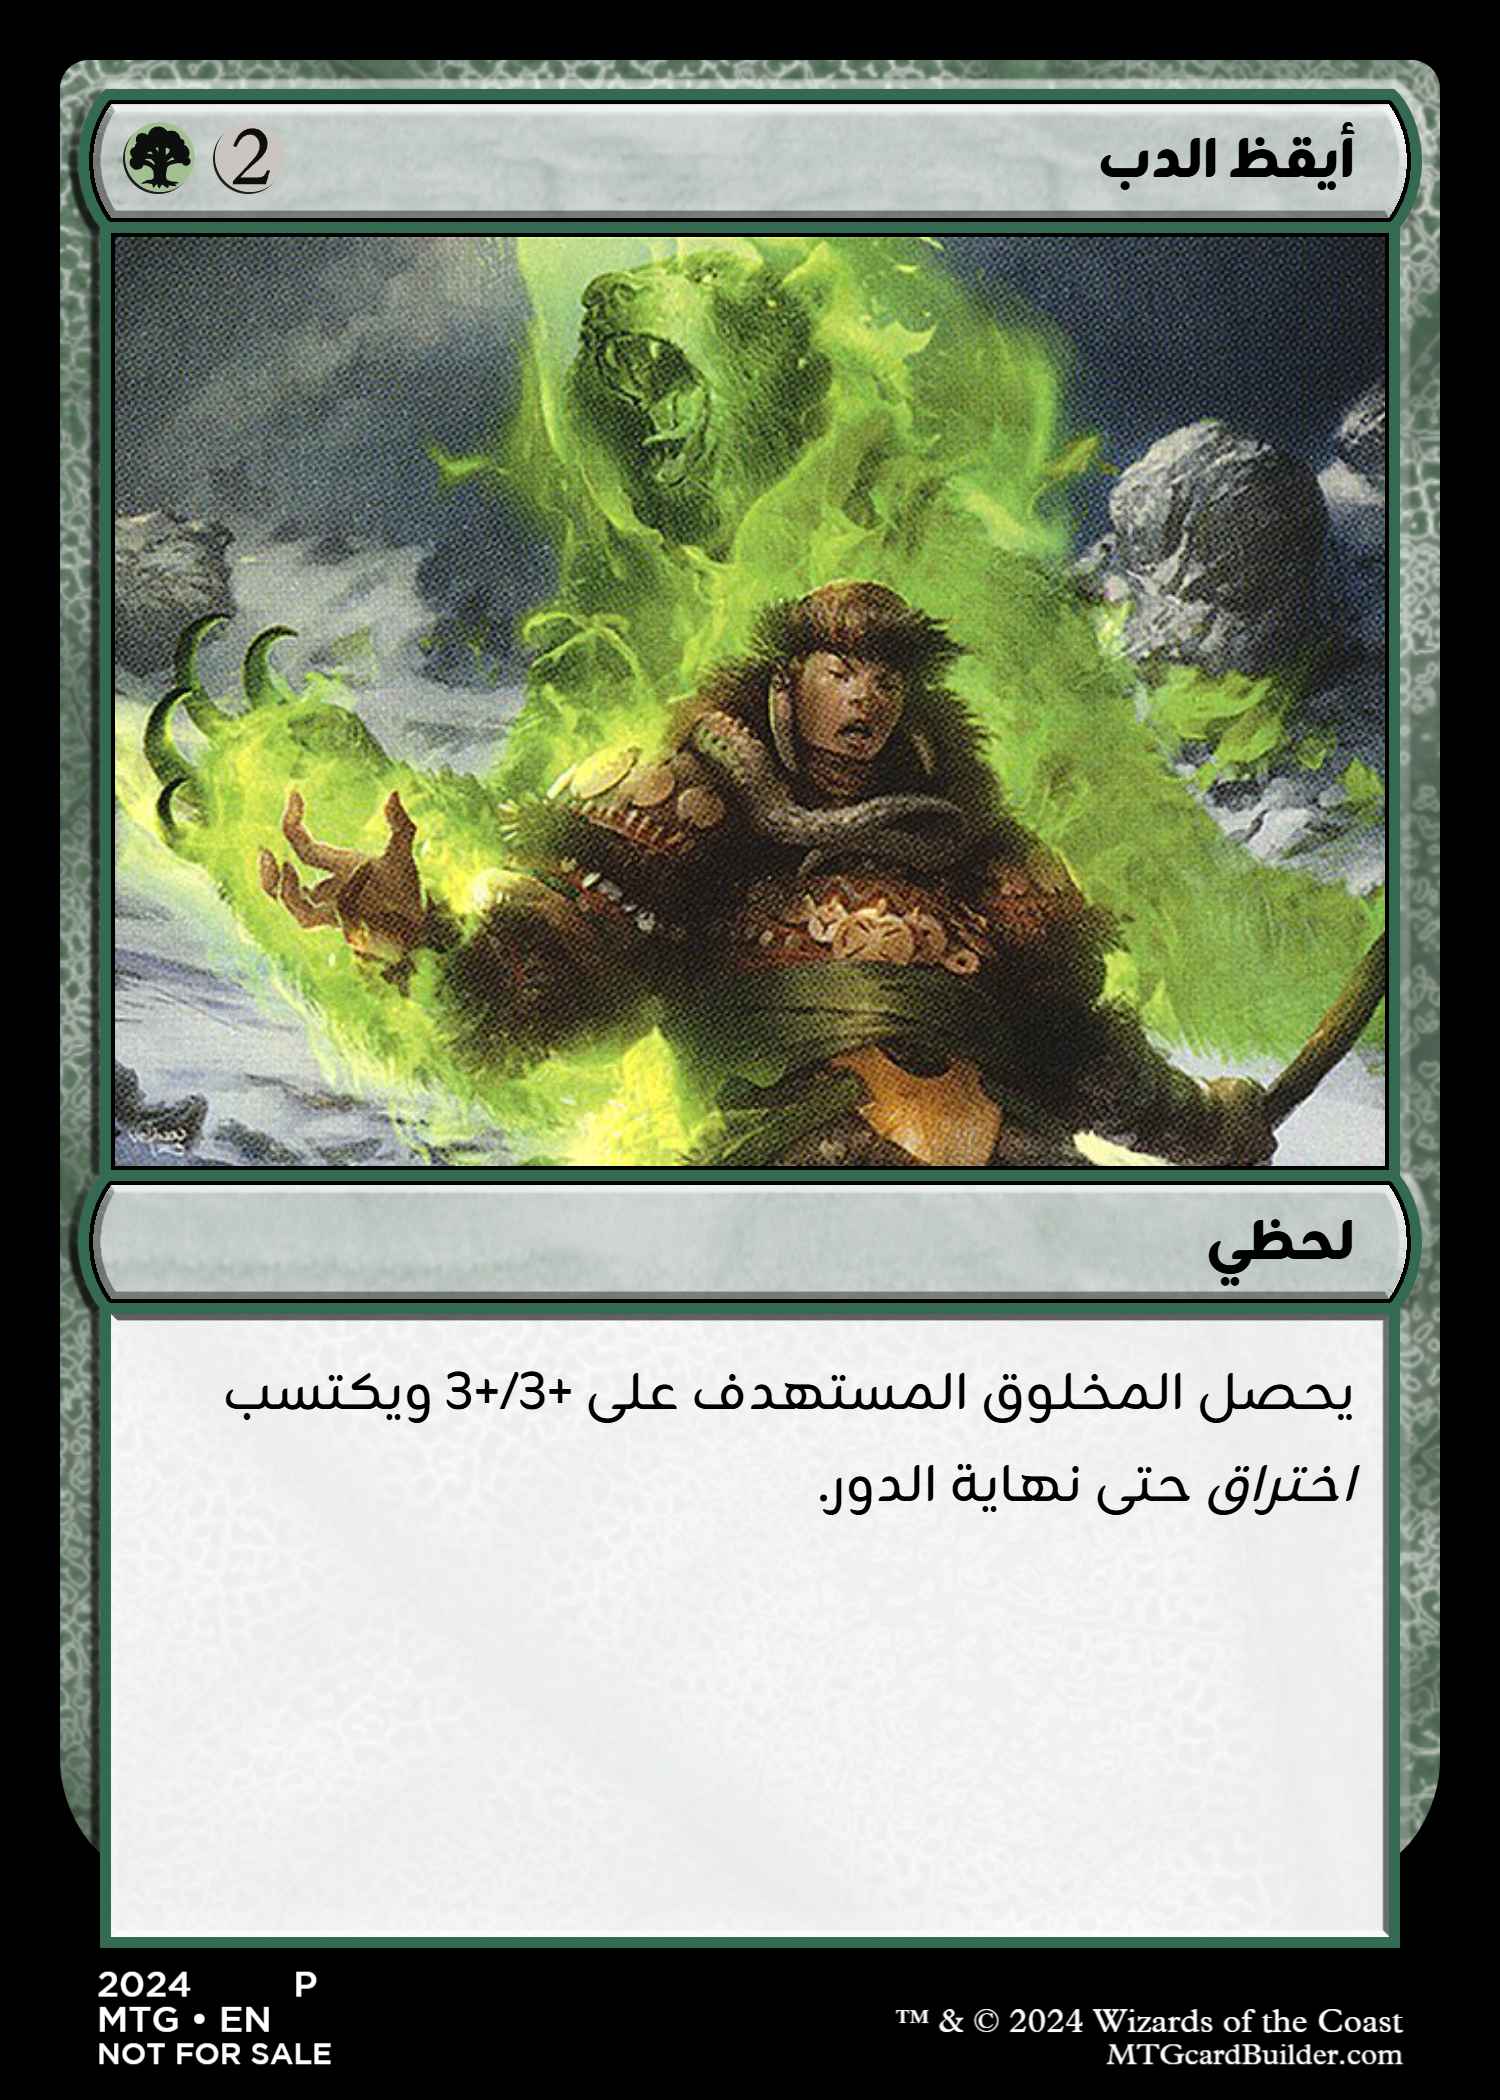 أيقظ الدب
2
لحظي
يحصل المخلوق المستهدف على +3/+3 ويكتسب
اختراق حتى نهاية الدور.
2024 P
MTG • EN
NOT FOR SALE
™ & © 2024 Wizards of the Coast
MTGcardBuilder.com